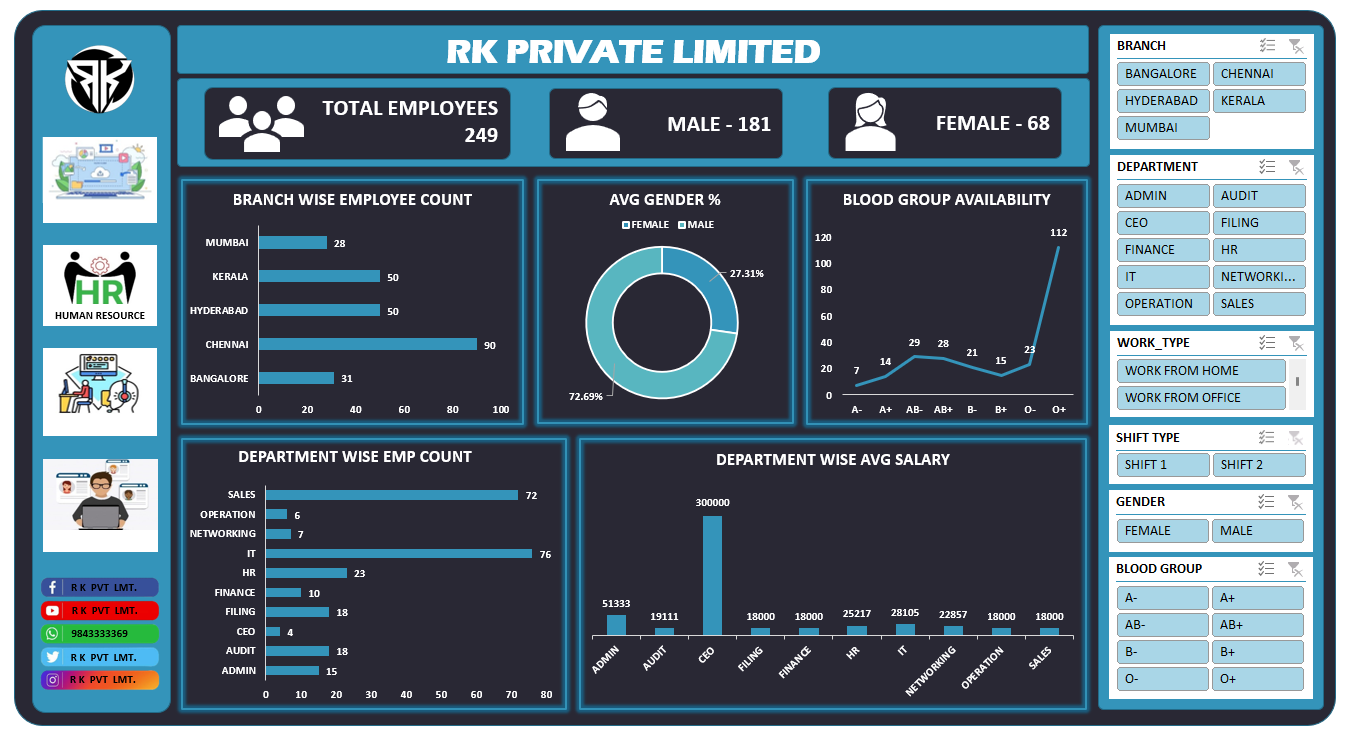 RK PRIVATE LIMITED
TOTAL EMPLOYEES
249
MALE - 181
FEMALE - 68
HR
HUMAN RESOURCE
R K PVT LMT.
R K PVT LMT.
9843333369
R K PVT LMT.
R K PVT LMT.
BRANCH WISE EMPLOYEE COUNT
MUMBAI 28
KERALA 50
HYDERABAD 50
CHENNAI 90
BANGALORE 31
0 20 40 60 80 100
AVG GENDER %
FEMALE MALE
27.31%
72.69%
BLOOD GROUP AVAILABILITY
120
100
80
60
40
20
0
7 14 29 28 21 15 23 112
A- A+ AB- AB+ B- B+ O- O+
DEPARTMENT WISE EMP COUNT
SALES 72
OPERATION 6
NETWORKING 7
IT 76
HR 23
FINANCE 10
FILING 18
CEO 4
AUDIT 18
ADMIN 15
0 10 20 30 40 50 60 70 80
DEPARTMENT WISE AVG SALARY
51333 19111 300000 18000 18000 25217 28105 22857 18000 18000
ADMIN AUDIT CEO FILING FINANCE HR IT NETWORKING OPERATION SALES
BRANCH
BANGALORE CHENNAI
HYDERABAD KERALA
MUMBAI
DEPARTMENT
ADMIN AUDIT
CEO FILING
FINANCE HR
IT NETWORKI...
OPERATION SALES
WORK_TYPE
WORK FROM HOME
WORK FROM OFFICE
SHIFT TYPE
SHIFT 1 SHIFT 2
GENDER
FEMALE MALE
BLOOD GROUP
A- A+
AB- AB+
B- B+
O- O+